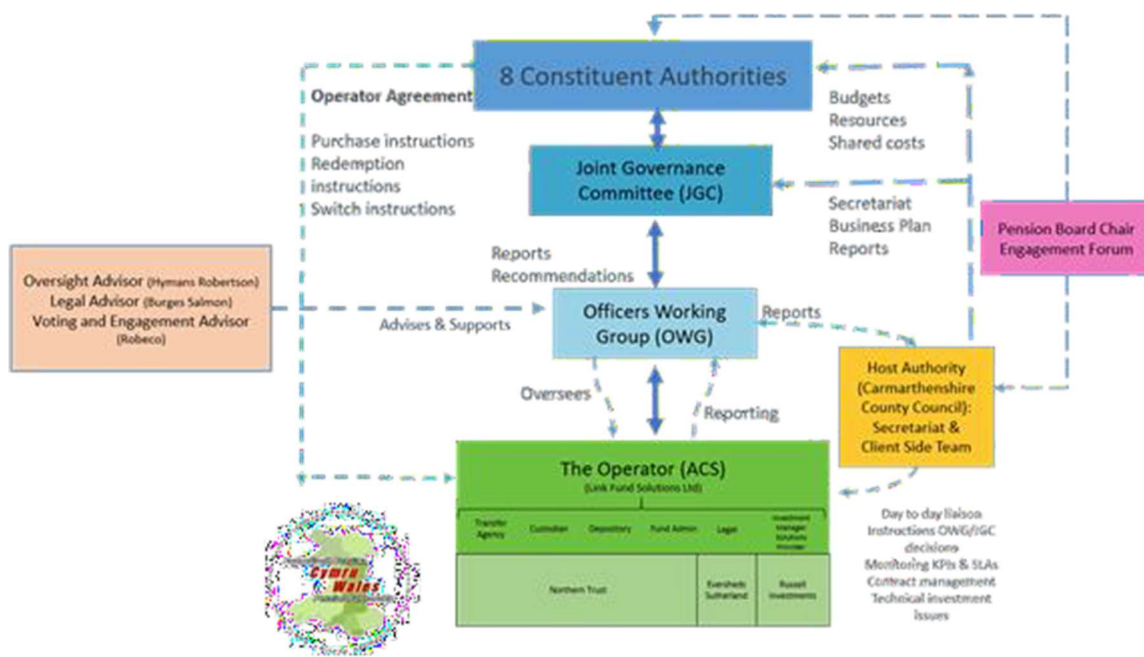 8 Constituent Authorities
Operator Agreement
Purchase instructions
Redemption
instructions
Switch instructions
Budgets
Resources
Shared costs
Joint Governance
Committee (JGC)
Secretariat
Business Plan
Reports
Pension Board Chair
Engagement Forum
Reports
Recommendations
Oversight Advisor (Hymans Robertson)
Legal Advisor (Burges Salmon)
Voting and Engagement Advisor
(Robeco)
Advises & Supports
Officers Working
Group (OWG)
Reports
Host Authority
(Carmarthenshire
County Council):
Secretariat &
Client Side Team
Oversees
Reporting
The Operator (ACS)
(Link Fund Solutions Ltd)
Transfer
Agency
Custodian
Depository
Fund Admin
Legal
Investment
Manager
Solutions
Provider
Northern Trust
Eversheds
Sutherland
Russell
Investments
Day to day liaison
Instructions OWG/JGC
decisions
Monitoring KPIs & SLAs
Contract management
Technical investment
issues
Cymru
Wales